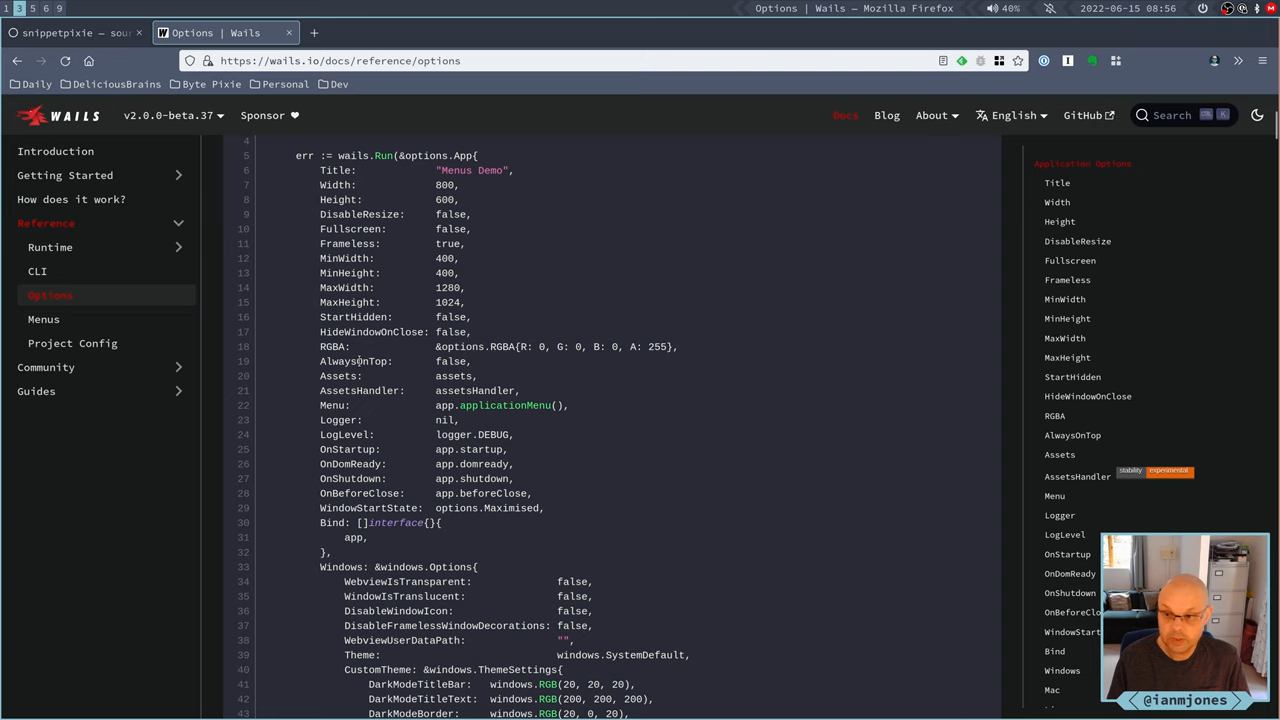 1 3 5 6 9
Options | Wails — Mozilla Firefox
40%
2022-06-15 08:56
snippetpixie — sour
Options | Wails
https://wails.io/docs/reference/options
Daily
DeliciousBrains
Byte Pixie
Personal
Dev
WAILS
v2.0.0-beta.37
Sponsor
Docs
Blog
About
English
GitHub
Search
Introduction
Getting Started
How does it work?
Reference
Runtime
CLI
Options
Menus
Project Config
Community
Guides
4
5 err := wails.Run(&options.App{
6 Title: "Menus Demo",
7 Width: 800,
8 Height: 600,
9 DisableResize: false,
10 Fullscreen: false,
11 Frameless: true,
12 MinWidth: 400,
13 MinHeight: 400,
14 MaxWidth: 1280,
15 MaxHeight: 1024,
16 StartHidden: false,
17 HideWindowOnClose: false,
18 RGBA: &options.RGBA{R: 0, G: 0, B: 0, A: 255},
19 AlwaysOnTop: false,
20 Assets: assets,
21 AssetsHandler: assetsHandler,
22 Menu: app.applicationMenu(),
23 Logger: nil,
24 LogLevel: logger.DEBUG,
25 OnStartup: app.startup,
26 OnDomReady: app.domready,
27 OnShutdown: app.shutdown,
28 OnBeforeClose: app.beforeClose,
29 WindowStartState: options.Maximised,
30 Bind: []interface{}{
31 app,
32 },
33 Windows: &windows.Options{
34 WebviewIsTransparent: false,
35 WindowIsTranslucent: false,
36 DisableWindowIcon: false,
37 DisableFramelessWindowDecorations: false,
38 WebviewUserDataPath: "",
39 Theme: windows.SystemDefault,
40 CustomTheme: &windows.ThemeSettings{
41 DarkModeTitleBar: windows.RGB(20, 20, 20),
42 DarkModeTitleText: windows.RGB(200, 200, 200),
43 DarkModeBorder: windows.RGB(20, 0, 20),
Application Options
Title
Width
Height
DisableResize
Fullscreen
Frameless
MinWidth
MinHeight
MaxWidth
MaxHeight
StartHidden
HideWindowOnClose
RGBA
AlwaysOnTop
Assets
AssetsHandler stability experimental
Menu
Logger
LogLevel
OnStartup
OnDomReady
OnShutdown
OnBeforeClo
WindowStart
Bind
Windows
Mac
@ianmjones